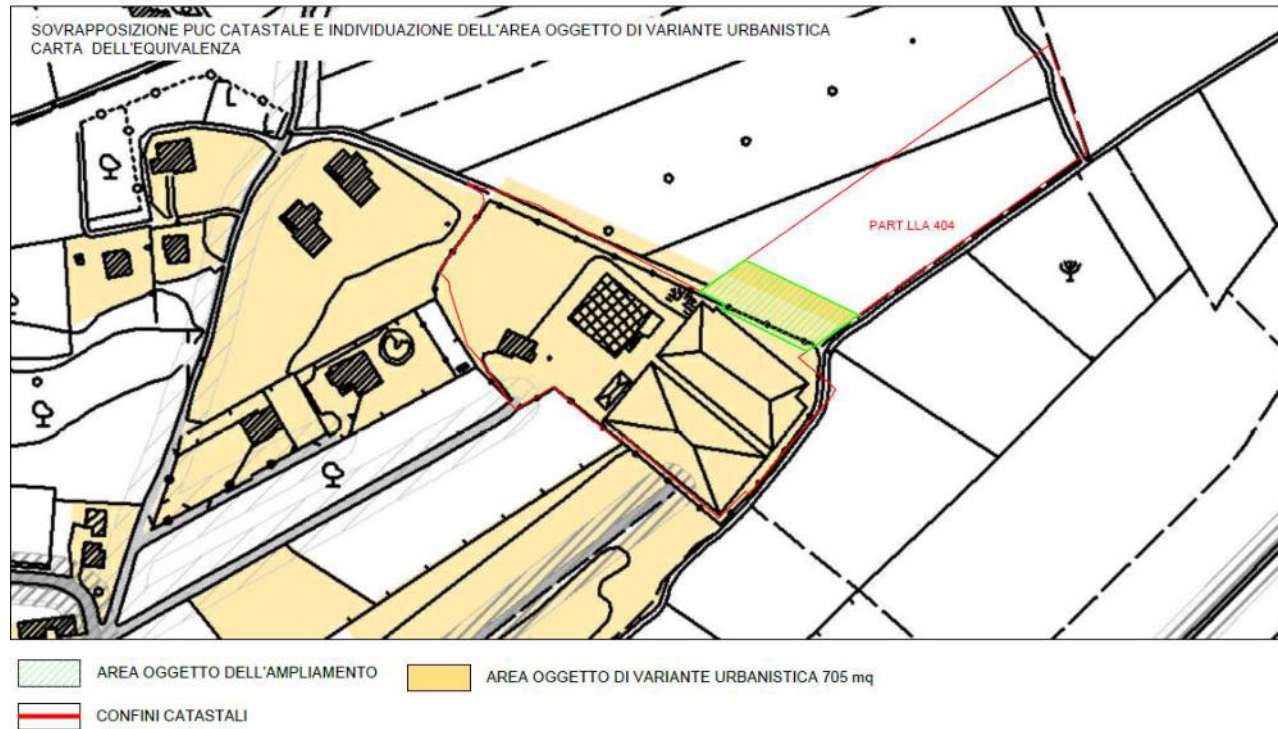 SOVRAPPOSIZIONE PUC CATASTALE E INDIVIDUAZIONE DELL'AREA OGGETTO DI VARIANTE URBANISTICA
CARTA DELL'EQUIVALENZA
PART.LLA 404
AREA OGGETTO DELL'AMPLIAMENTO
AREA OGGETTO DI VARIANTE URBANISTICA 705 mq
CONFINI CATASTALI